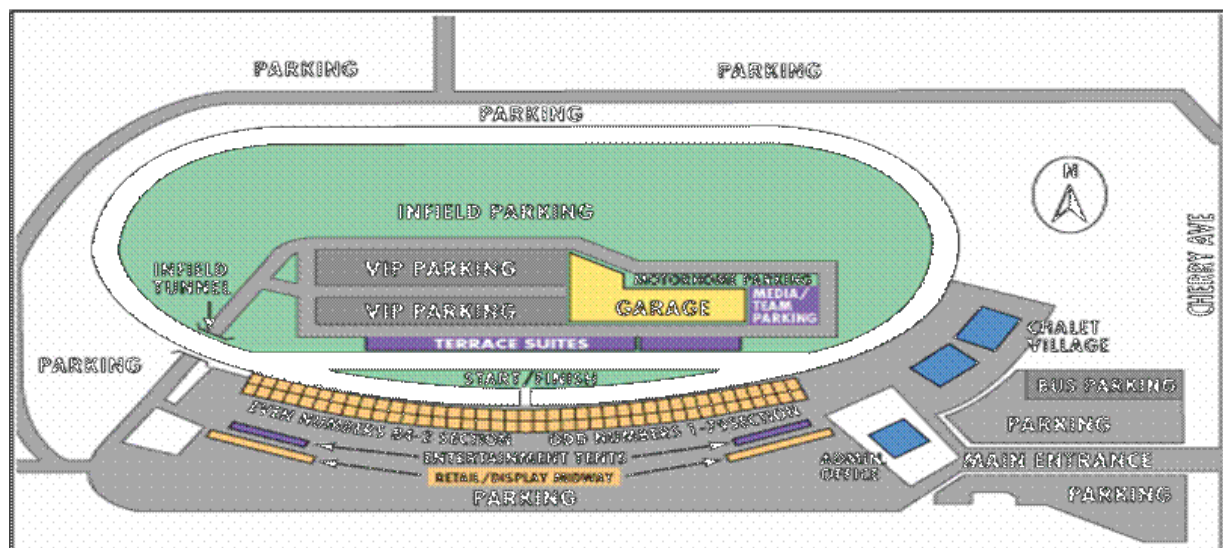 PARKING
PARKING
PARKING
N
INFIELD PARKING
CHERRY AVE
INFIELD
TUNNEL
VIP PARKING
MOTORHOME PARKING
VIP PARKING
GARAGE
MEDIA/
TEAM
PARKING
CHALET
VILLAGE
TERRACE SUITES
PARKING
START/FINISH
BUS PARKING
EVEN NUMBERS 84-2 SECTION
ODD NUMBERS 1-79 SECTION
PARKING
ENTERTAINMENT TENTS
ADMIN.
OFFICE
MAIN ENTRANCE
RETAIL/DISPLAY MIDWAY
PARKING
PARKING